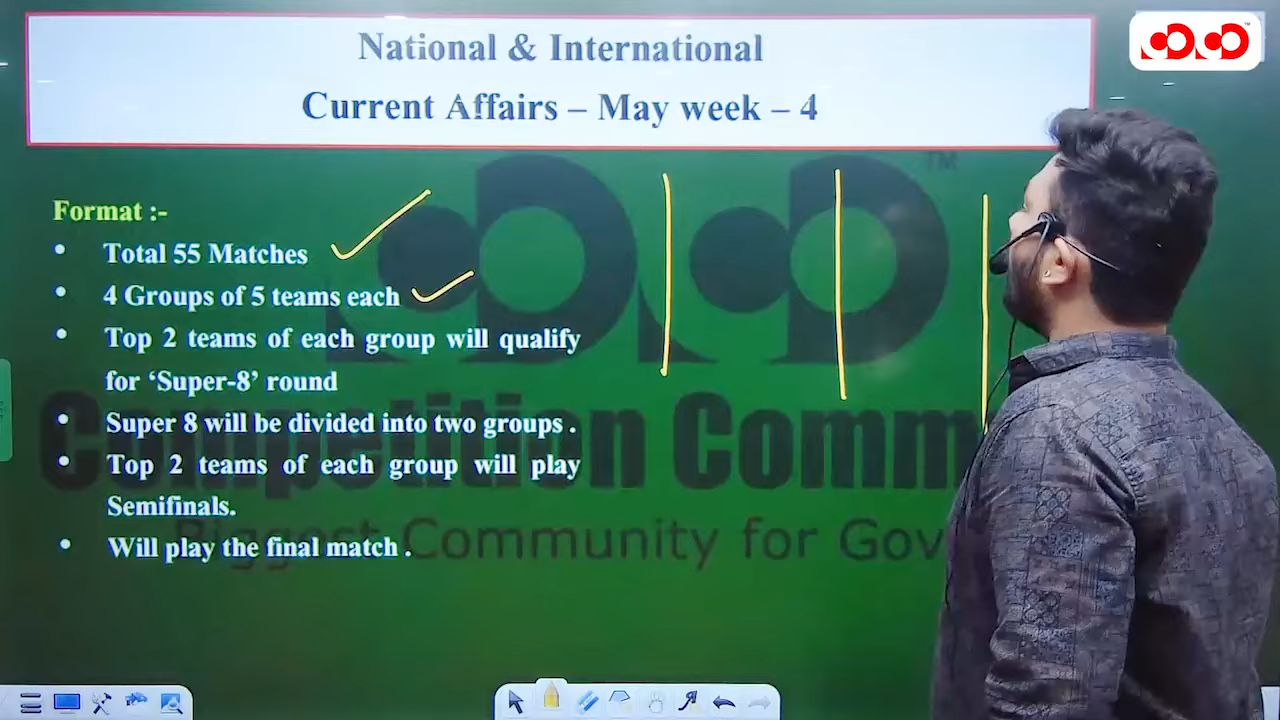 National & International
Current Affairs – May week – 4
TM
TM
Format :-
• Total 55 Matches
• 4 Groups of 5 teams each
• Top 2 teams of each group will qualify
for ‘Super-8’ round
• Super 8 will be divided into two groups .
• Top 2 teams of each group will play
Semifinals.
• Will play the final match .
Competition Comm
Biggest Community for Gov